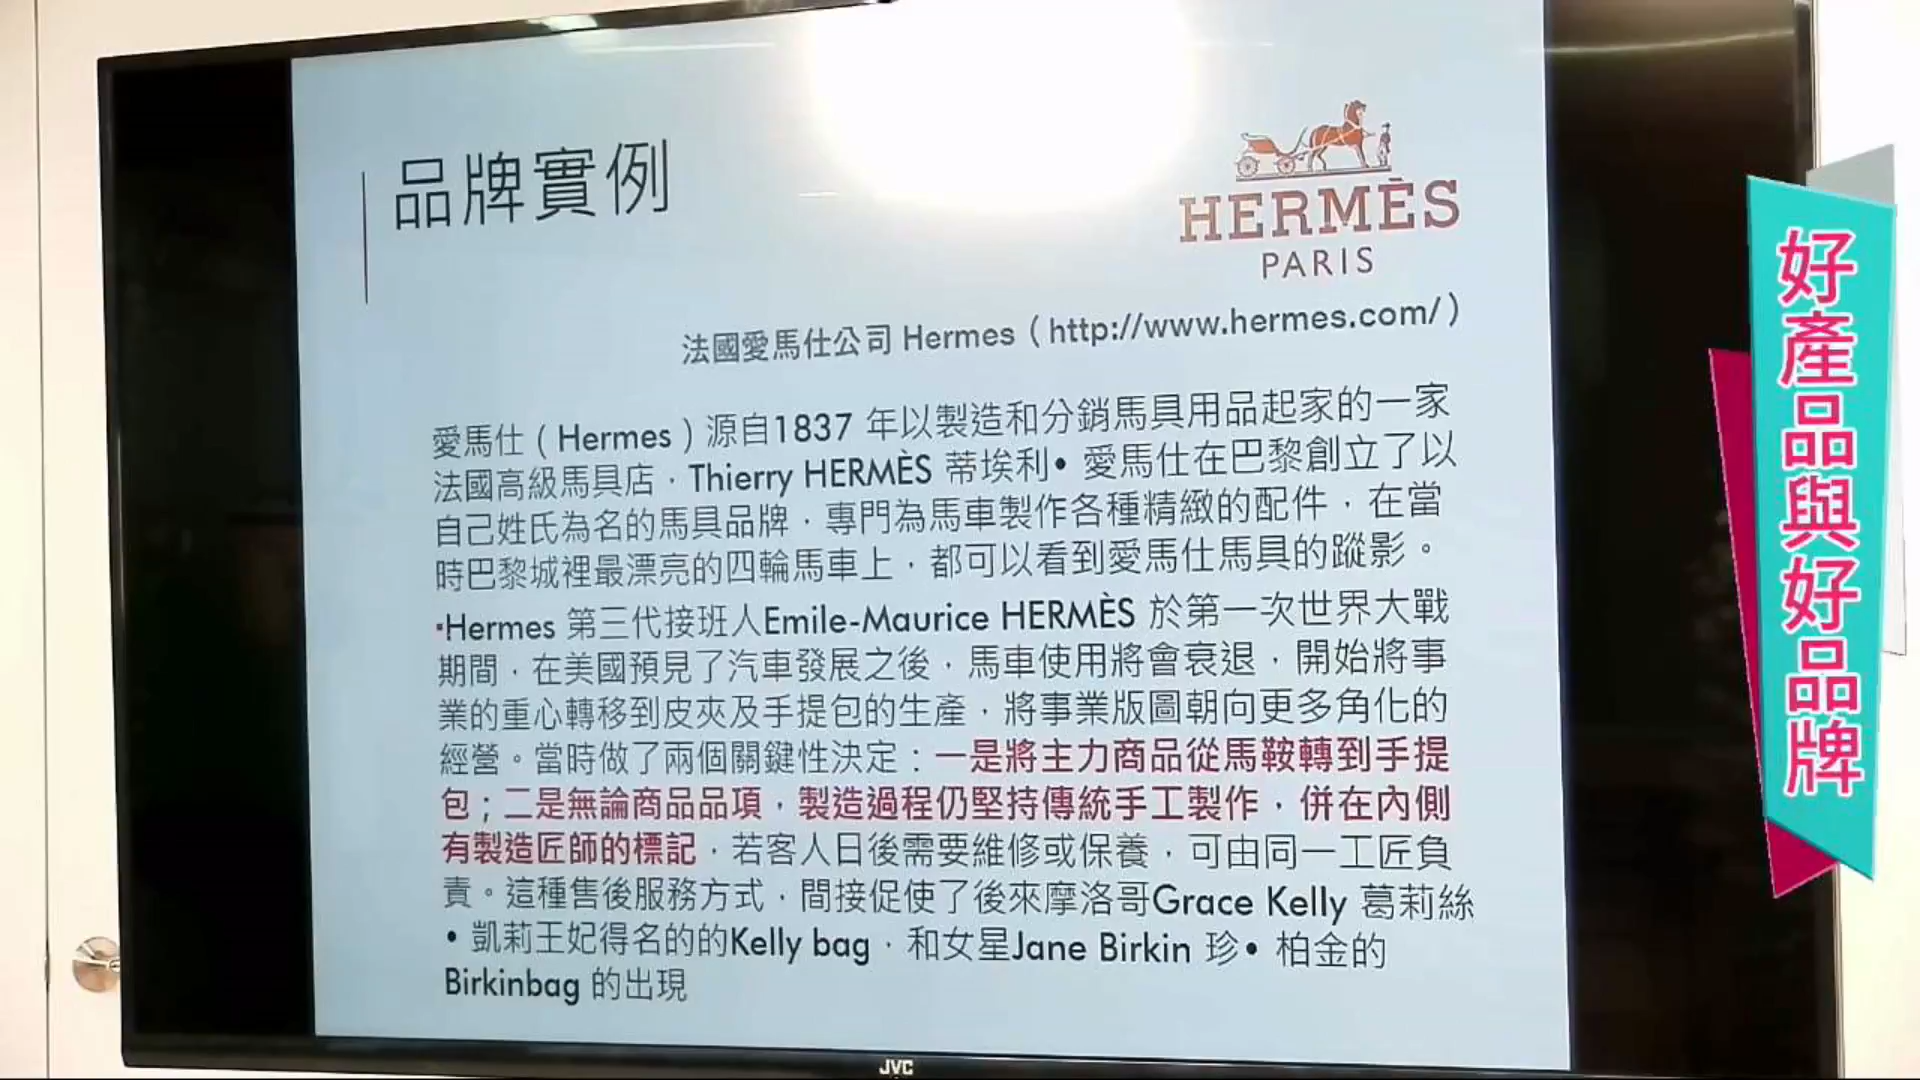 品牌實例
HERMÈS
PARIS
法國愛馬仕公司 Hermes（http://www.hermes.com/）
愛馬仕（Hermes）源自1837 年以製造和分銷馬具用品起家的一家
法國高級馬具店，Thierry HERMÈS 蒂埃利• 愛馬仕在巴黎創立了以
自己姓氏為名的馬具品牌，專門為馬車製作各種精緻的配件，在當
時巴黎城裡最漂亮的四輪馬車上，都可以看到愛馬仕馬具的蹤影。
▪Hermes 第三代接班人Emile-Maurice HERMÈS 於第一次世界大戰
期間，在美國預見了汽車發展之後，馬車使用將會衰退，開始將事
業的重心轉移到皮夾及手提包的生產，將事業版圖朝向更多角化的
經營。當時做了兩個關鍵性決定：一是將主力商品從馬鞍轉到手提
包；二是無論商品品項，製造過程仍堅持傳統手工製作，併在內側
有製造匠師的標記，若客人日後需要維修或保養，可由同一工匠負
責。這種售後服務方式，間接促使了後來摩洛哥Grace Kelly 葛莉絲
• 凱莉王妃得名的的Kelly bag，和女星Jane Birkin 珍• 柏金的
Birkinbag 的出現
JVC
好產品與好品牌